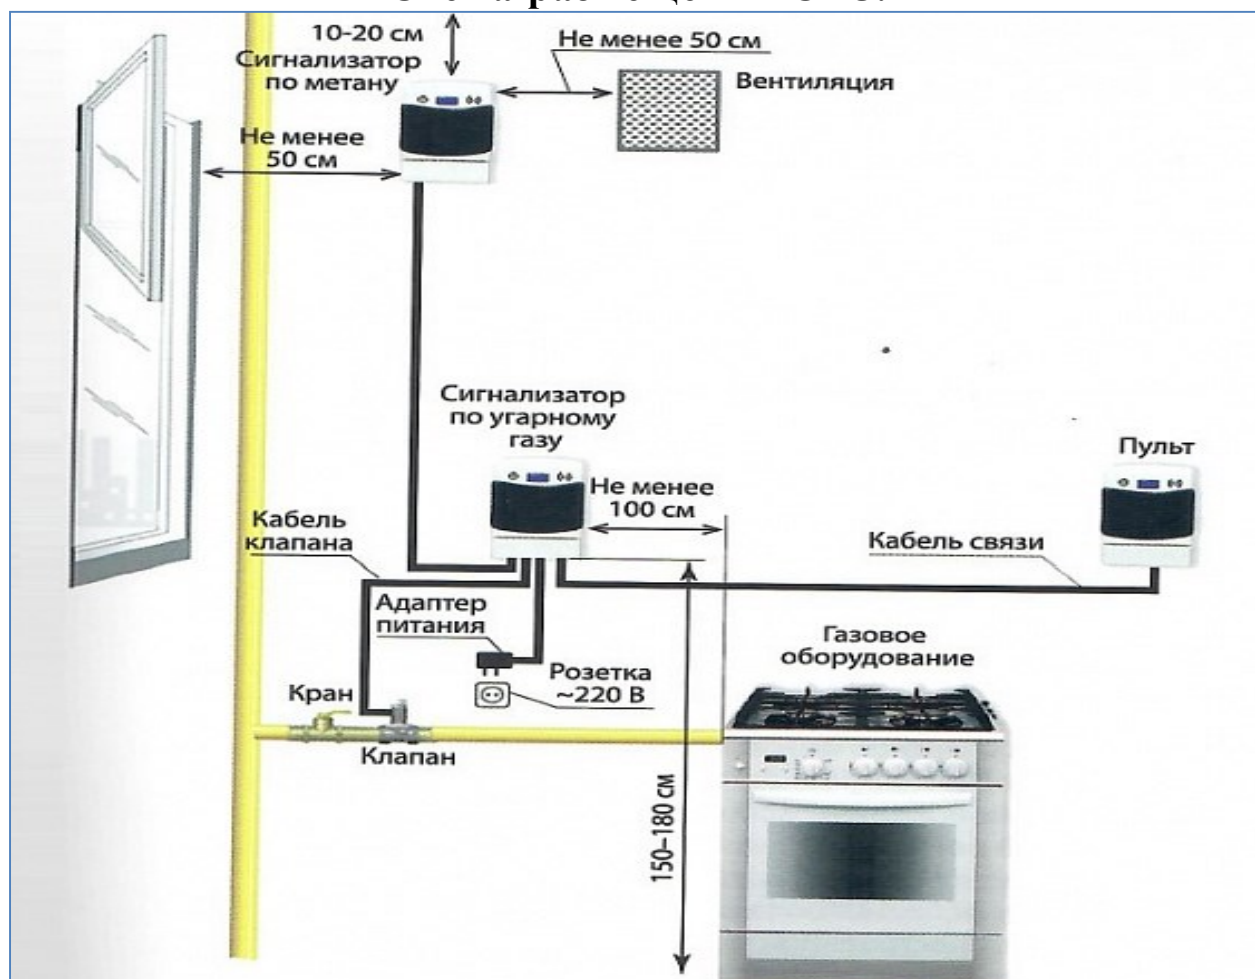 10-20 см
Не менее 50 см
Сигнализатор
по метану
Вентиляция
Не менее
50 см
Сигнализатор
по угарному
газу
Пульт
Не менее
100 см
Кабель
клапана
Кабель связи
Адаптер
питания
Газовое
оборудование
Розетка
~220 В
Кран
Клапан
150–180 см